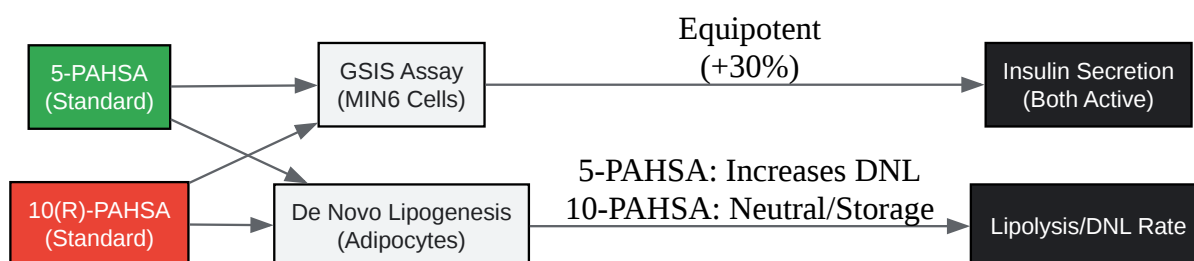 5-PAHSA
(Standard)
GSIS Assay
(MIN6 Cells)
Equipotent
(+30%)
Insulin Secretion
(Both Active)
10(R)-PAHSA
(Standard)
De Novo Lipogenesis
(Adipocytes)
5-PAHSA: Increases DNL
10-PAHSA: Neutral/Storage
Lipolysis/DNL Rate